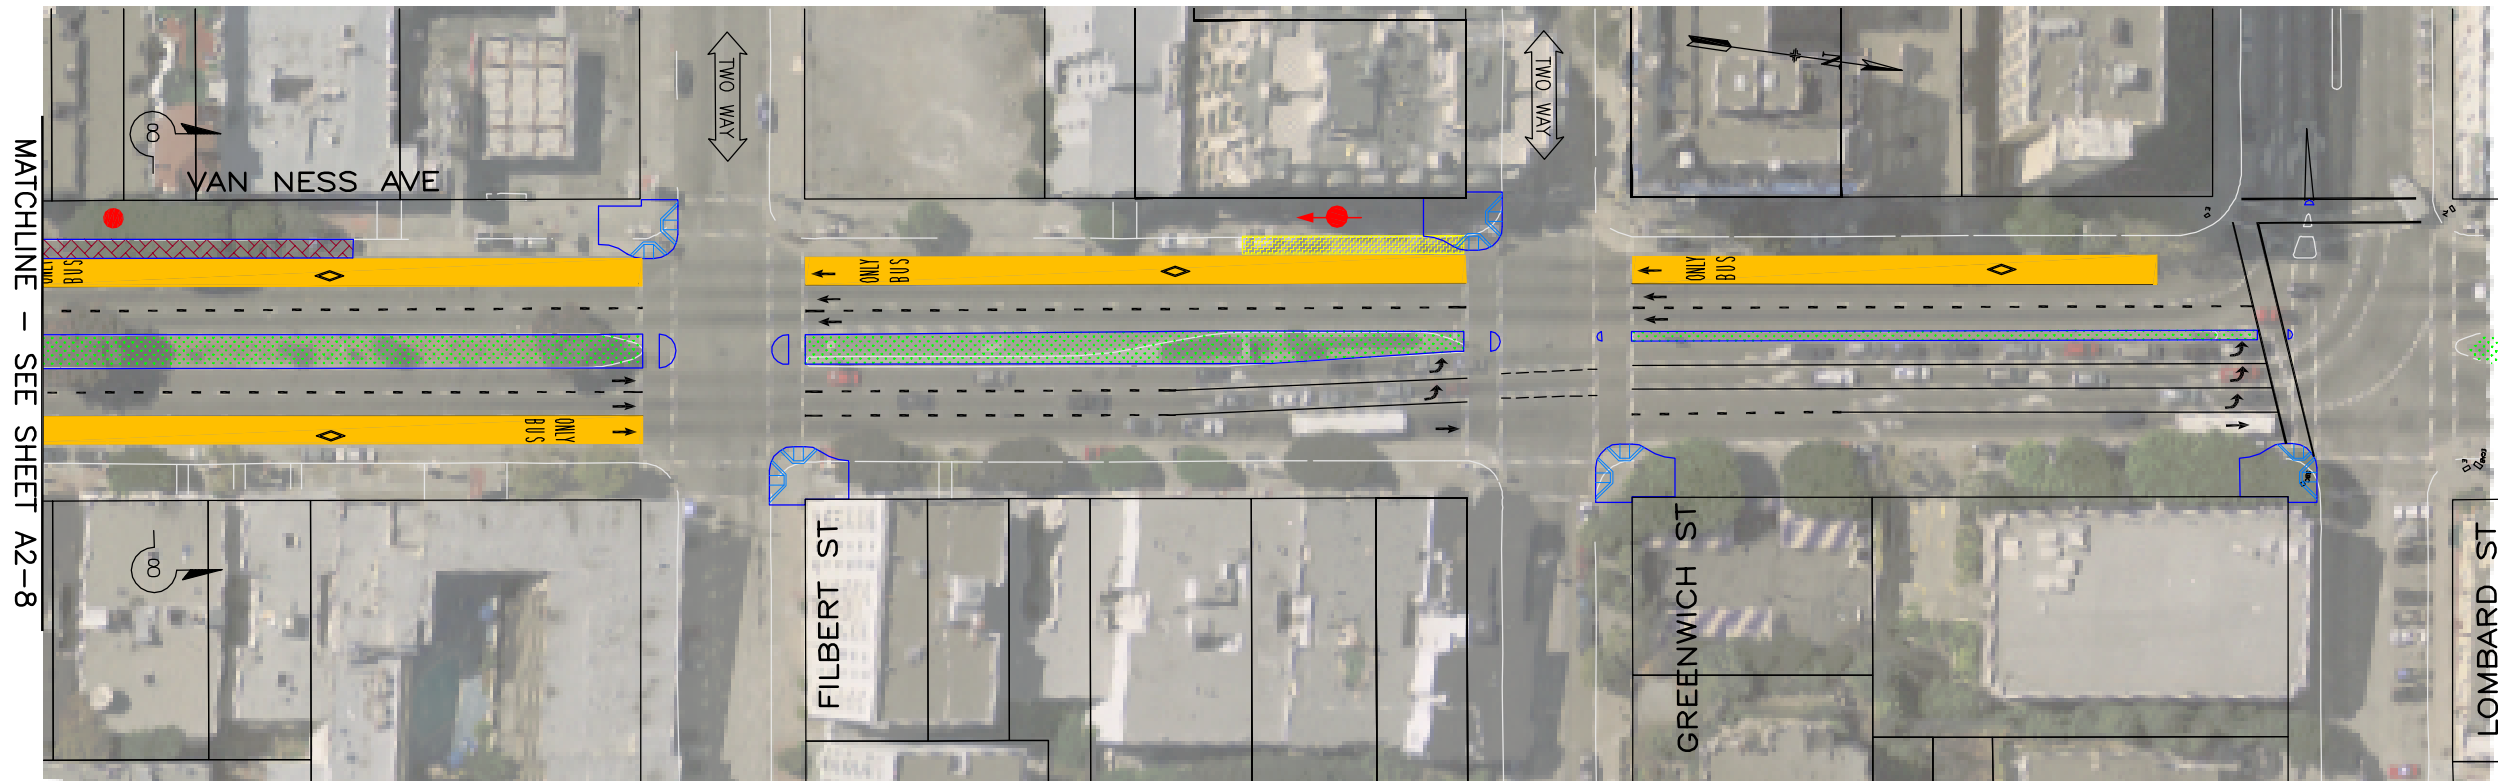 MATCHLINE — SEE SHEET A2-8
VAN NESS AVE
8
8
TWO WAY
TWO WAY
N
BUS
ONLY
BUS
ONLY
BUS
ONLY
BUS
FILBERT ST
GREENWICH ST
LOMBARD ST